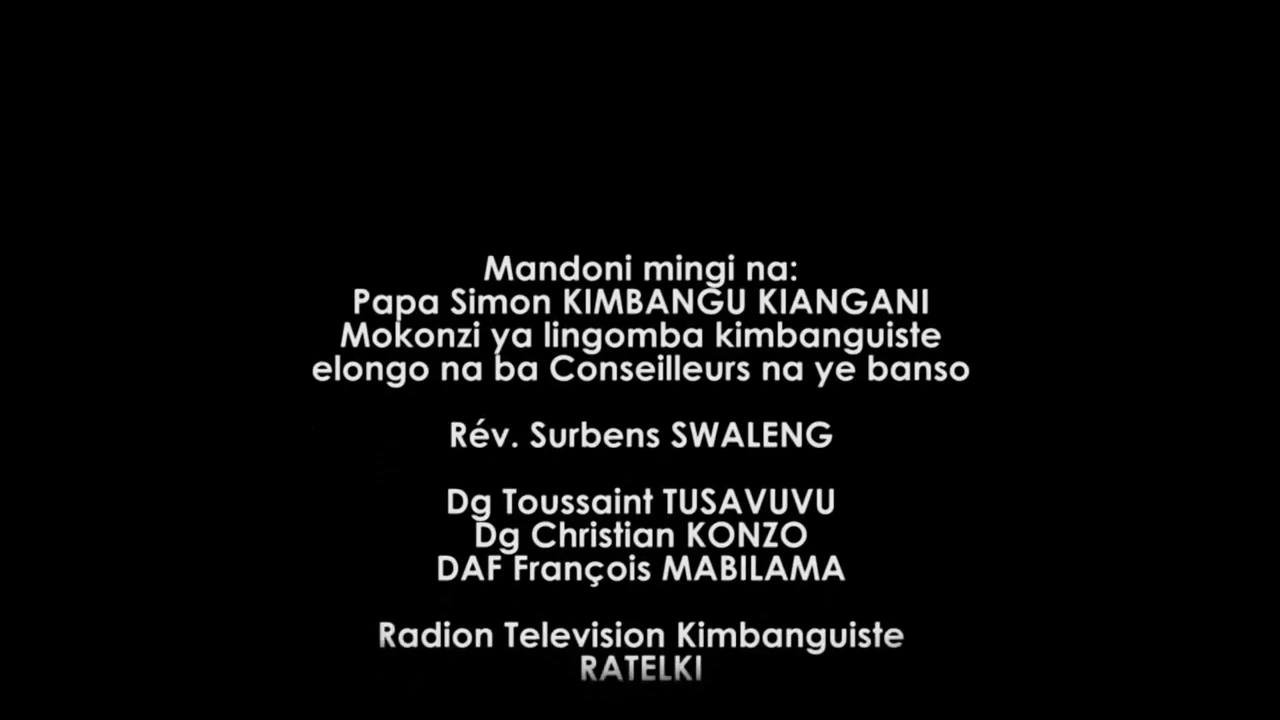 Mandoni mingi na:
Papa Simon KIMBANGU KIANGANI
Mokonzi ya lingomba kimbanguiste
elongo na ba Conseilleurs na ye banso
Rév. Surbens SWALENG
Dg Toussaint TUSAVUVU
Dg Christian KONZO
DAF François MABILAMA
Radion Television Kimbanguiste
RATELKI